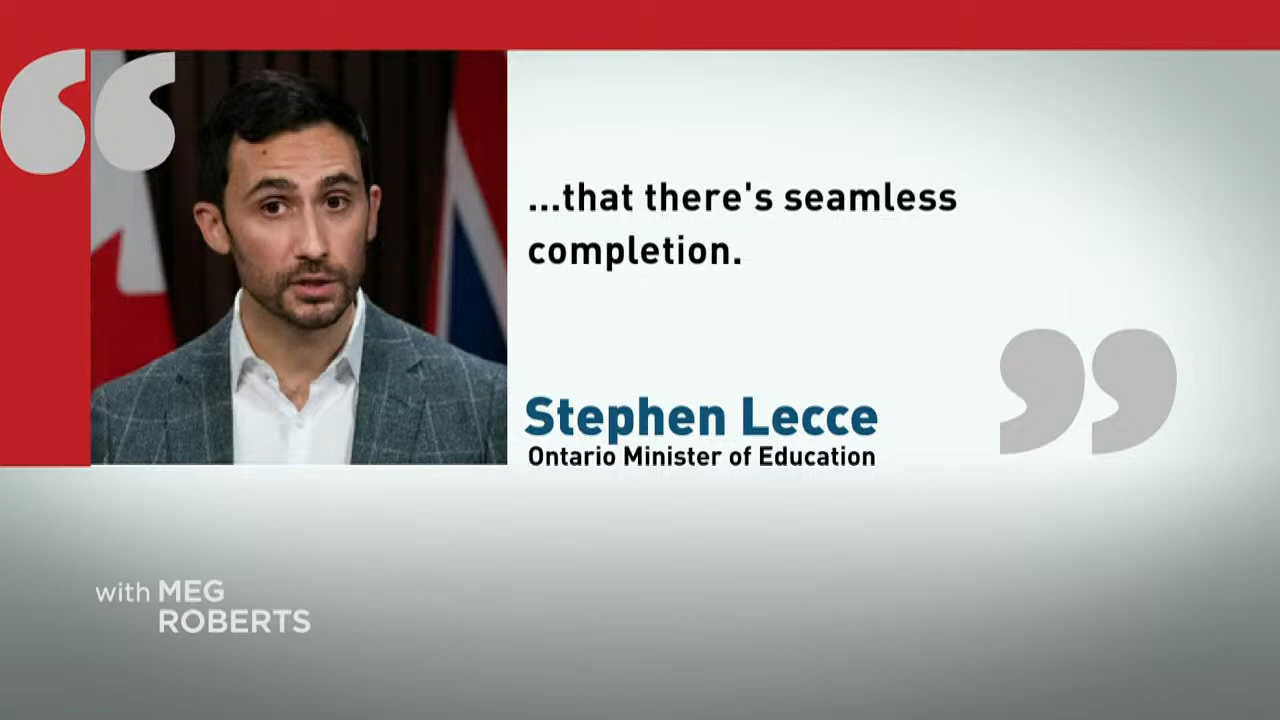 ...that there's seamless
completion.
Stephen Lecce
Ontario Minister of Education
with MEG
ROBERTS